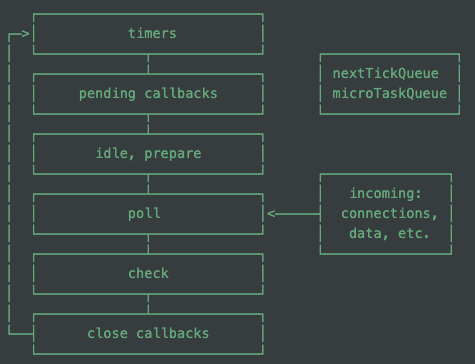 timers
pending callbacks
idle, prepare
poll
check
close callbacks
nextTickQueue
microTaskQueue
incoming:
connections,
data, etc.